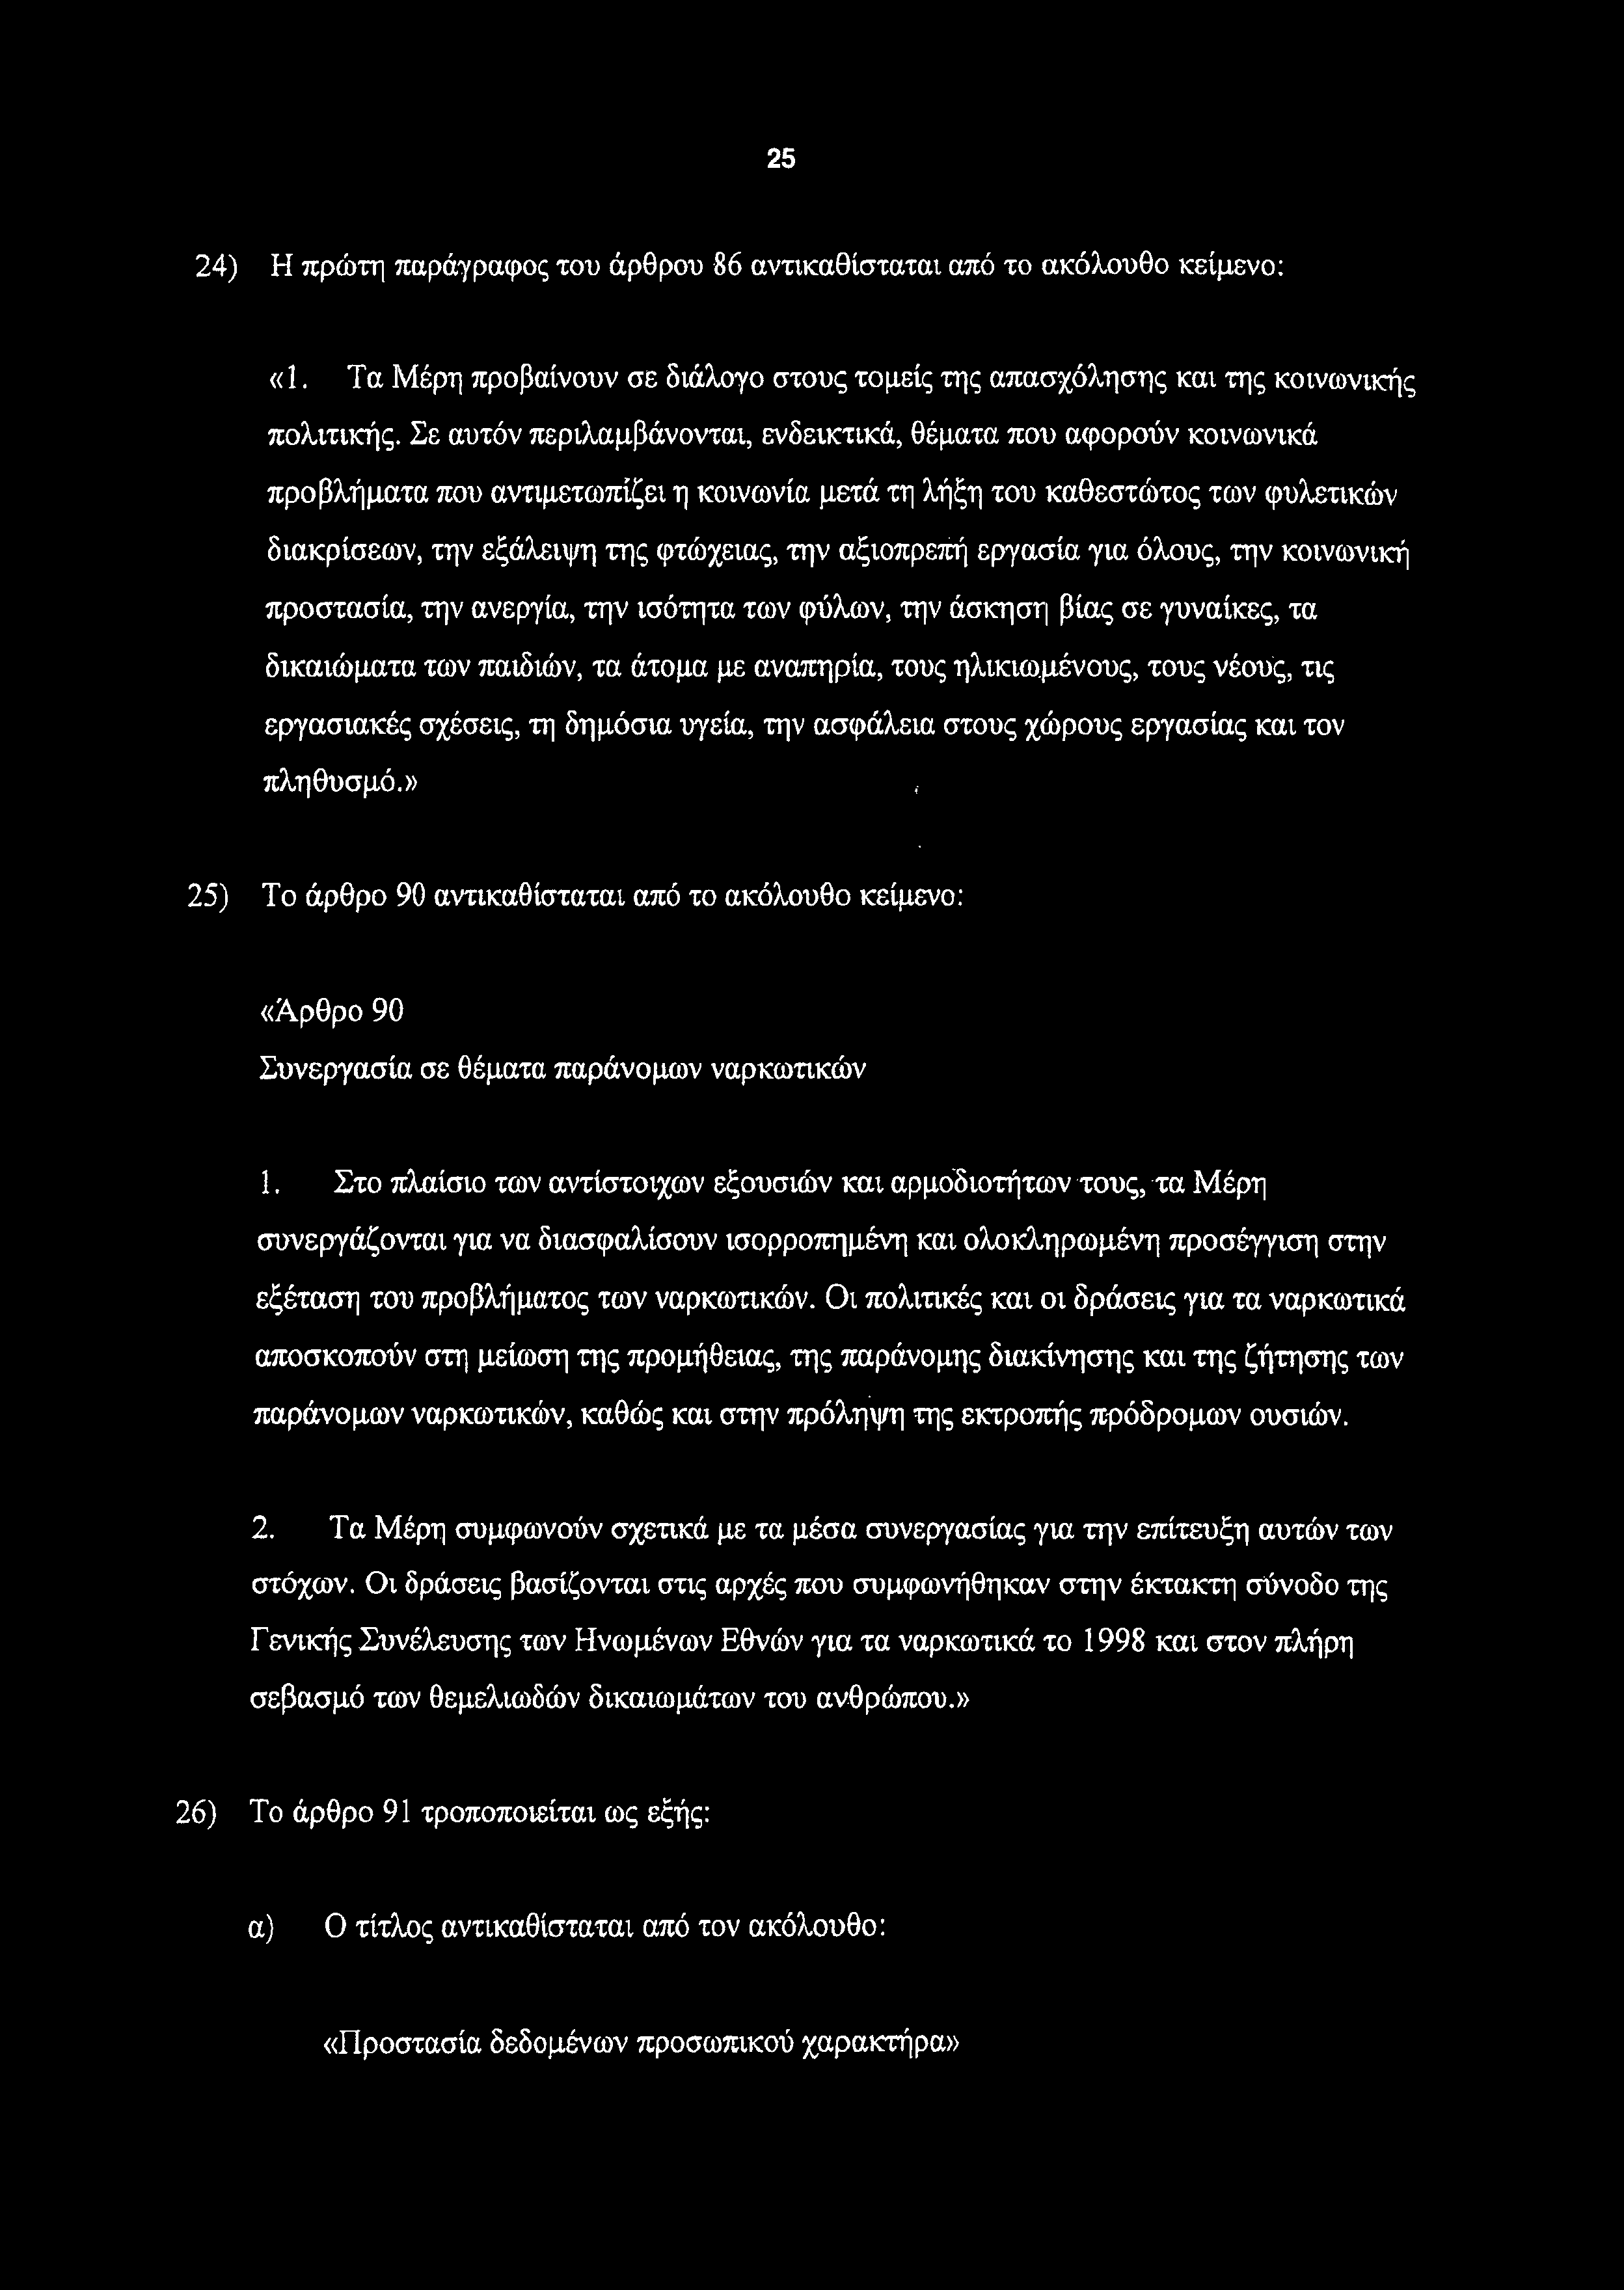 25
24) Η πρώτη παράγραφος του άρθρου 86 αντικαθίσταται από το ακόλουθο κείμενο:
«1. Τα Μέρη προβαίνουν σε διάλογο στους τομείς της απασχόλησης και της κοινωνικής
πολιτικής. Σε αυτόν περιλαμβάνονται, ενδεικτικά, θέματα που αφορούν κοινωνικά
προβλήματα που αντιμετωπίζει η κοινωνία μετά τη λήξη του καθεστώτος των φυλετικών
διακρίσεων, την εξάλειψη της φτώχειας, την αξιοπρεπή εργασία για όλους, την κοινωνική
προστασία, την ανεργία, την ισότητα των φύλων, την άσκηση βίας σε γυναίκες, τα
δικαιώματα των παιδιών, τα άτομα με αναπηρία, τους ηλικιωμένους, τους νέους, τις
εργασιακές σχέσεις, τη δημόσια υγεία, την ασφάλεια στους χώρους εργασίας και τον
πληθυσμό.»
25) Το άρθρο 90 αντικαθίσταται από το ακόλουθο κείμενο:
«Άρθρο 90
Συνεργασία σε θέματα παράνομων ναρκωτικών
1. Στο πλαίσιο των αντίστοιχων εξουσιών και αρμοδιοτήτων τους, τα Μέρη
συνεργάζονται για να διασφαλίσουν ισορροπημένη και ολοκληρωμένη προσέγγιση στην
εξέταση του προβλήματος των ναρκωτικών. Οι πολιτικές και οι δράσεις για τα ναρκωτικά
αποσκοπούν στη μείωση της προμήθειας, της παράνομης διακίνησης και της ζήτησης των
παράνομων ναρκωτικών, καθώς και στην πρόληψη της εκτροπής πρόδρομων ουσιών.
2. Τα Μέρη συμφωνούν σχετικά με τα μέσα συνεργασίας για την επίτευξη αυτών των
στόχων. Οι δράσεις βασίζονται στις αρχές που συμφωνήθηκαν στην έκτακτη σύνοδο της
Γενικής Συνέλευσης των Ηνωμένων Εθνών για τα ναρκωτικά το 1998 και στον πλήρη
σεβασμό των θεμελιωδών δικαιωμάτων του ανθρώπου.»
26) Το άρθρο 91 τροποποιείται ως εξής:
α) Ο τίτλος αντικαθίσταται από τον ακόλουθο:
«Προστασία δεδομένων προσωπικού χαρακτήρα»